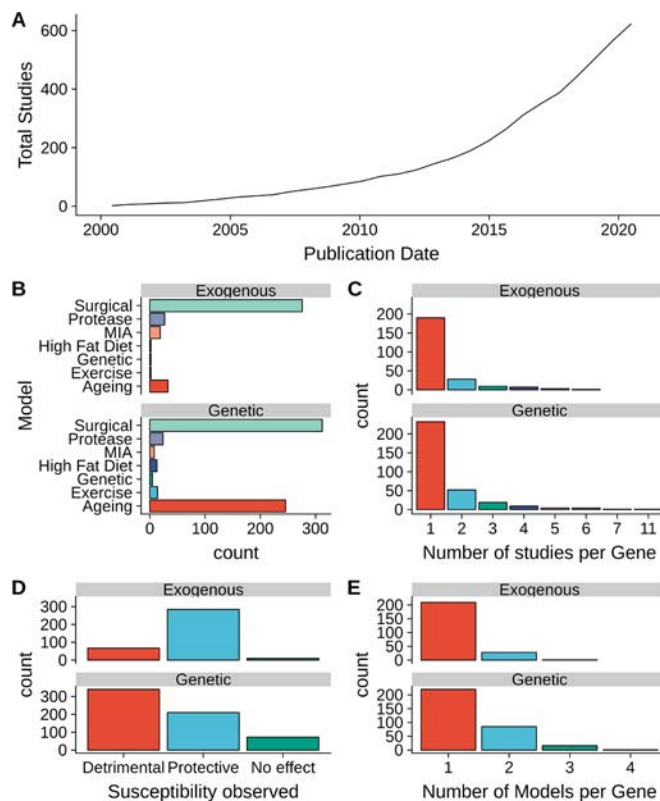 A
Total Studies
600
400
200
0
2000 2005 2010 2015 2020
Publication Date
B
Model
Exogenous
Surgical
Protease
MIA
High Fat Diet
Genetic
Exercise
Ageing
Genetic
Surgical
Protease
MIA
High Fat Diet
Genetic
Exercise
Ageing
0 100 200 300
count
C
count
Exogenous
200
150
100
50
0
Genetic
200
150
100
50
0
1 2 3 4 5 6 7 11
Number of studies per Gene
D
count
Exogenous
300
200
100
0
Genetic
300
200
100
0
Detrimental Protective No effect
Susceptibility observed
E
count
Exogenous
200
150
100
50
0
Genetic
200
150
100
50
0
1 2 3 4
Number of Models per Gene